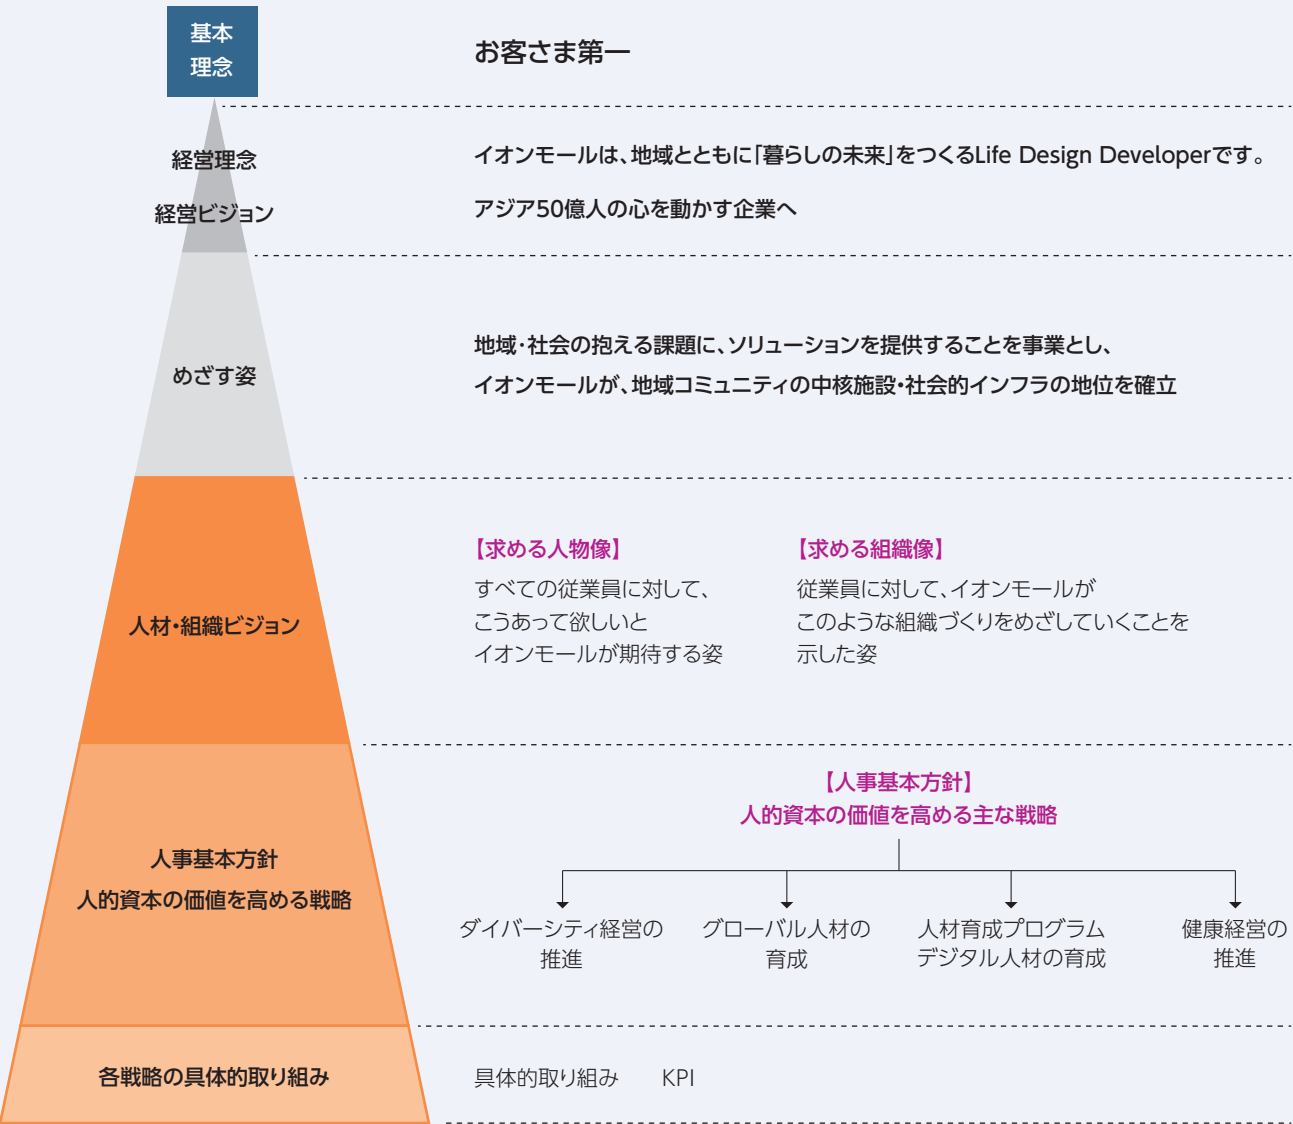 基本
理念
お客さま第一
経営理念
イオンモールは、地域とともに「暮らしの未来」をつくるLife Design Developerです。
経営ビジョン
アジア50億人の心を動かす企業へ
めざす姿
地域・社会の抱える課題に、ソリューションを提供することを事業とし、
イオンモールが、地域コミュニティの中核施設・社会的インフラの地位を確立
人材・組織ビジョン
【求める人物像】
すべての従業員に対して、
こうあって欲しいと
イオンモールが期待する姿
【求める組織像】
従業員に対して、イオンモールが
このような組織づくりをめざしていくことを
示した姿
人事基本方針
人的資本の価値を高める戦略
【人事基本方針】
人的資本の価値を高める主な戦略
ダイバーシティ経営の
推進
グローバル人材の
育成
人材育成プログラム
デジタル人材の育成
健康経営の
推進
各戦略の具体的取り組み
具体的取り組み KPI